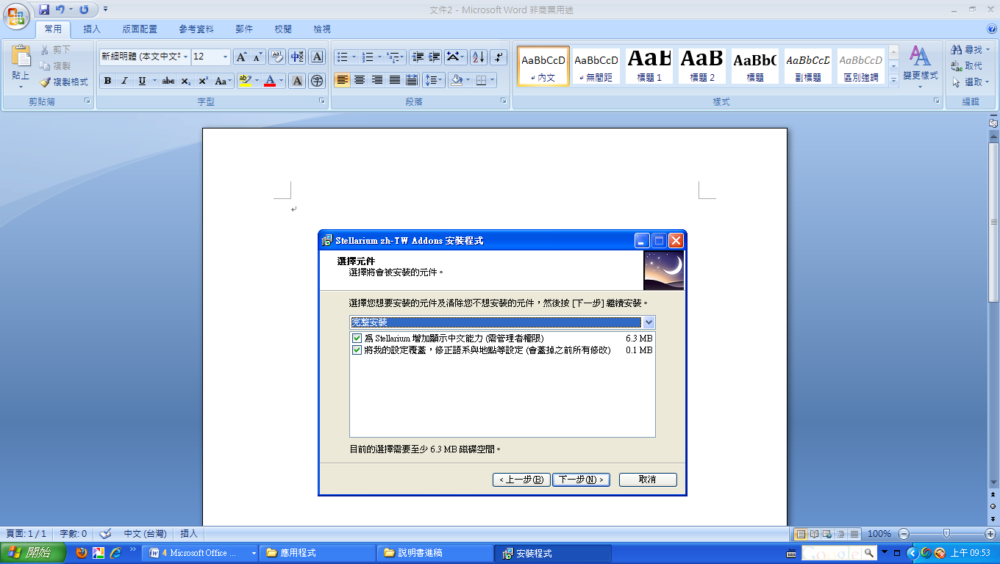 文件2 - Microsoft Word 非商業用途
常用 插入 版面配置 參考資料 郵件 校閱 檢視
貼上
剪下
複製
複製格式
剪貼簿
新細明體 (本文中文字
12
字型
段落
AaBbCcD AaBbCcD AaB AaB AaBbC AaBbCcD AaBbCcD
內文 無間距 標題 1 標題 2 標題 副標題 區別強調
變更樣式
樣式
尋找
取代
選取
編輯
Stellarium zh-TW Addons 安裝程式
選擇元件
選擇將會被安裝的元件。
選擇您想要安裝的元件及清除您不想安裝的元件，然後按 [下一步] 繼續安裝。
完整安裝
為 Stellarium 增加顯示中文能力 (需管理者權限) 6.3 MB
將我的設定覆蓋，修正語系與地點等設定 (會蓋掉之前所有修改) 0.1 MB
目前的選擇需要至少 6.3 MB 磁碟空間。
< 上一步(B) 下一步(N) > 取消
頁面: 1 / 1 字數: 0 中文 (台灣) 插入 100%
開始 4 Microsoft Office ... 應用程式 說明書進稿 安裝程式 Google 上午 09:53